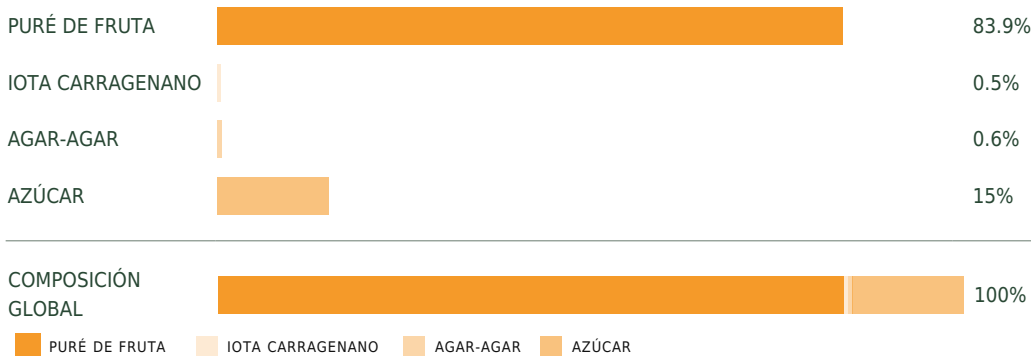 PURÉ DE FRUTA 83.9%
IOTA CARRAGENANO 0.5%
AGAR-AGAR 0.6%
AZÚCAR 15%
COMPOSICIÓN
GLOBAL 100%
PURÉ DE FRUTA IOTA CARRAGENANO AGAR-AGAR AZÚCAR